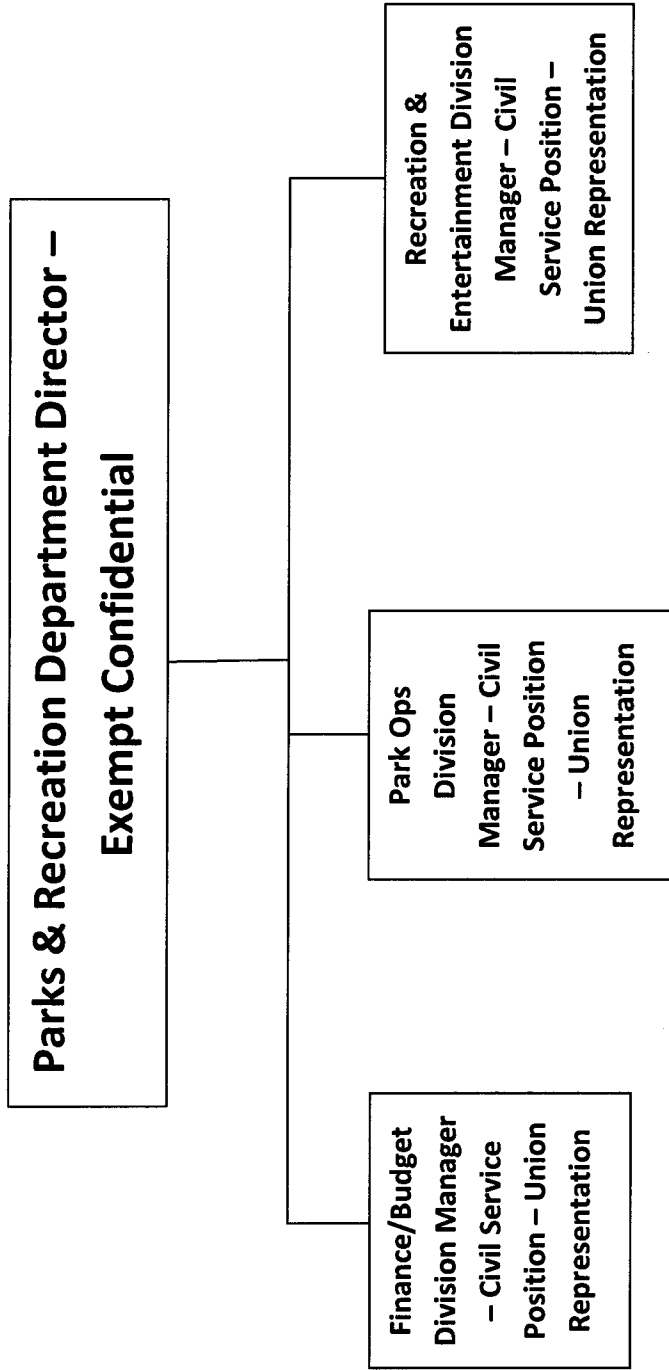 Parks & Recreation Department Director –
Exempt Confidential
Finance/Budget
Division Manager
– Civil Service
Position – Union
Representation
Park Ops
Division
Manager – Civil
Service Position
– Union
Representation
Recreation &
Entertainment Division
Manager – Civil
Service Position –
Union Representation